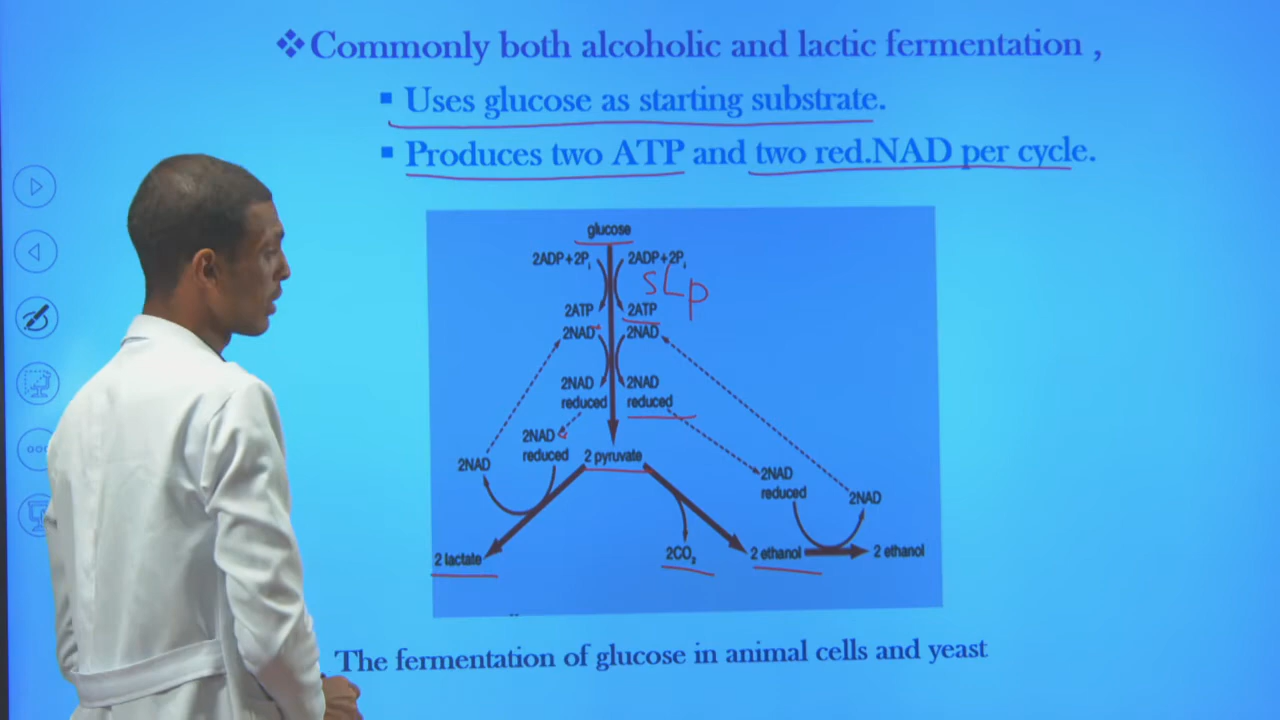 ❖Commonly both alcoholic and lactic fermentation ,
▪ Uses glucose as starting substrate.
▪ Produces two ATP and two red.NAD per cycle.
glucose
2ADP+2Pi 2ADP+2Pi
SLP
2ATP 2ATP
2NAD 2NAD
2NAD reduced
2NAD reduced
2NAD reduced
2 pyruvate
2NAD
2NAD reduced
2NAD
2 lactate
2CO₂
2 ethanol
2 ethanol
The fermentation of glucose in animal cells and yeast